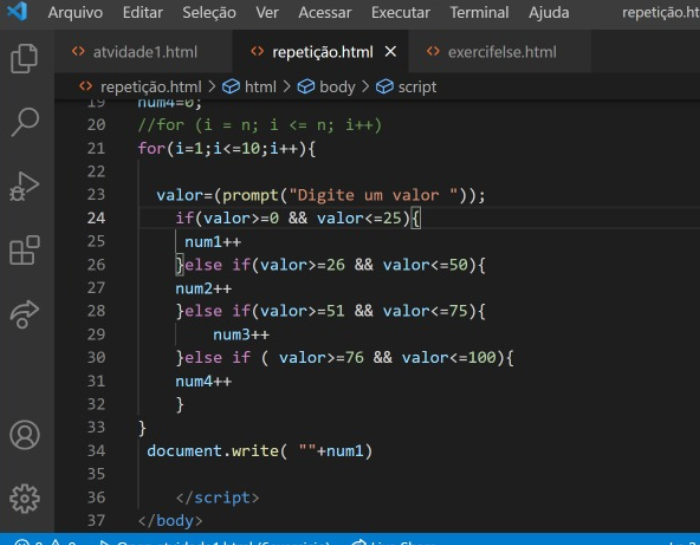 Arquivo Editar Seleção Ver Acessar Executar Terminal Ajuda repetição.ht
<> atvidade1.html <> repetição.html × <> exercifelse.html
<> repetição.html > html > body > script
19 num4=0;
20 //for (i = n; i <= n; i++)
21 for(i=1;i<=10;i++){
22
23 valor=(prompt("Digite um valor "));
24 if(valor>=0 && valor<=25){
25 num1++
26 }else if(valor>=26 && valor<=50){
27 num2++
28 }else if(valor>=51 && valor<=75){
29 num3++
30 }else if ( valor>=76 && valor<=100){
31 num4++
32 }
33 }
34 document.write( ""+num1)
35
36 </script>
37 </body>